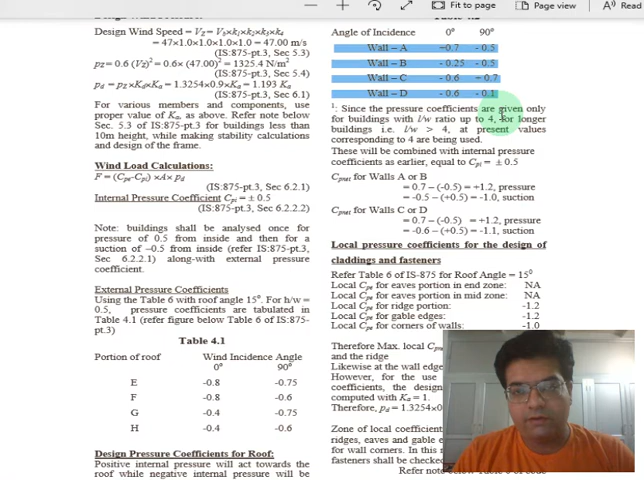 Fit to page
Page view
A) Read
Design Wind Speed = VZ = Vb×k1×k2×k3×k4
= 47×1.0×1.0×1.0×1.0 = 47.00 m/s
(IS:875-pt.3, Sec 5.3)
pZ = 0.6 (VZ)² = 0.6× (47.00)² = 1325.4 N/m²
(IS:875-pt.3, Sec 5.4)
pd = pZ×Kd×Ka = 1.3254×0.9×Ka = 1.193 Ka
(IS:875-pt.3, Sec 6.1)
For various members and components, use
proper value of Ka, as above. Refer note below
Sec. 5.3 of IS:875-pt.3 for buildings less than
10m height, while making stability calculations
and design of the frame.
Wind Load Calculations:
F = (Cpe-Cpi) ×A× pd
(IS:875-pt.3, Sec 6.2.1)
Internal Pressure Coefficient Cpi = ± 0.5
(IS:875-pt.3, Sec 6.2.2.2)
Note: buildings shall be analysed once for
pressure of 0.5 from inside and then for a
suction of –0.5 from inside (refer IS:875-pt.3,
Sec 6.2.2.1) along-with external pressure
coefficient.
External Pressure Coefficients
Using the Table 6 with roof angle 15°. For h/w=
0.5, pressure coefficients are tabulated in
Table 4.1 (refer figure below Table 6 of IS:875-
pt.3)
Table 4.1
Portion of roof Wind Incidence Angle
0° 90°
E -0.8 -0.75
F -0.8 -0.6
G -0.4 -0.75
H -0.4 -0.6
Design Pressure Coefficients for Roof:
Positive internal pressure will act towards the
roof while negative internal pressure will be
Angle of Incidence 0° 90°
Wall – A +0.7 - 0.5
Wall – B - 0.25 - 0.5
Wall – C - 0.6 + 0.7
Wall – D - 0.6 - 0.1
1: Since the pressure coefficients are given only
for buildings with l/w ratio up to 4, for longer
buildings i.e. l/w > 4, at present values
corresponding to 4 are being used.
These will be combined with internal pressure
coefficients as earlier, equal to Cpi = ± 0.5
Cpnet for Walls A or B
= 0.7 – (-0.5) = +1.2, pressure
= -0.5 – (+0.5) = -1.0, suction
Cpnet for Walls C or D
= 0.7 – (-0.5) = +1.2, pressure
= -0.6 – (+0.5) = -1.1, suction
Local pressure coefficients for the design of
claddings and fasteners
Refer Table 6 of IS-875 for Roof Angle = 15°
Local Cpe for eaves portion in end zone: NA
Local Cpe for eaves portion in mid zone: NA
Local Cpe for ridge portion -1.2
Local Cpe for gable edges: -1.2
Local Cpe for corners of walls: -1.0
Therefore Max. local
and the ridge
Likewise at the wall edge
However, for the use
coefficients, the design
computed with Ka = 1.
Therefore, pd = 1.3254×0
Zone of local coefficient
ridges, eaves and gable e
for wall corners. In this
fasteners shall be checke
Refer note below Table 6 of code